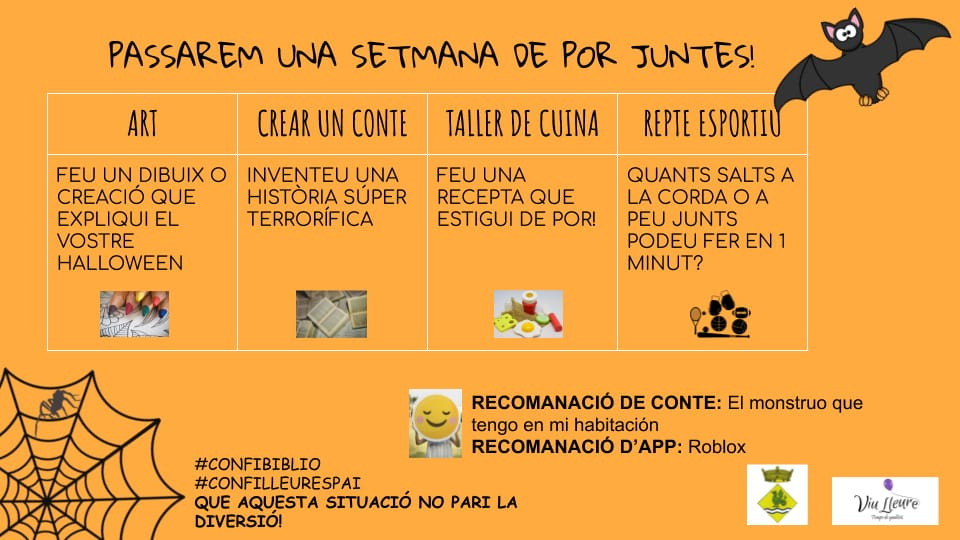 PASSAREM UNA SETMANA DE POR JUNTES!
ART
CREAR UN CONTE
TALLER DE CUINA
REPTE ESPORTIU
FEU UN DIBUIX O
CREACIÓ QUE
EXPLIQUI EL
VOSTRE
HALLOWEEN
INVENTEU UNA
HISTÒRIA SÚPER
TERRORÍFICA
FEU UNA
RECEPTA QUE
ESTIGUI DE POR!
QUANTS SALTS A
LA CORDA O A
PEU JUNTS
PODEU FER EN 1
MINUT?
RECOMANACIÓ DE CONTE: El monstruo que
tengo en mi habitación
RECOMANACIÓ D'APP: Roblox
#CONFIBIBLIO
#CONFILLEURESPAI
QUE AQUESTA SITUACIÓ NO PARI LA
DIVERSIÓ!
Viu Lleure
Temps de qualitat